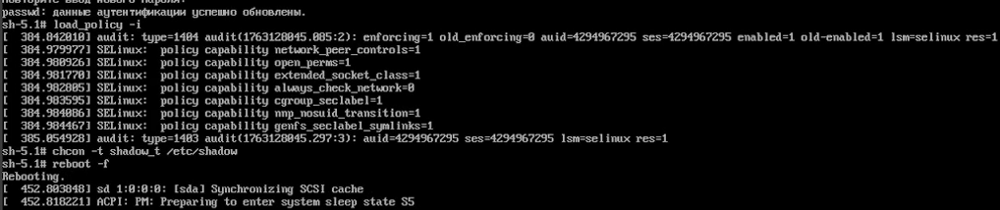 повторите ввод нового пароля:
passwd: данные аутентификации успешно обновлены.
sh-5.1# load_policy -i
[  384.842010] audit: type=1404 audit(1763128045.085:2): enforcing=1 old_enforcing=0 auid=4294967295 ses=4294967295 enabled=1 old-enabled=1 lsm=selinux res=1
[  384.979977] SELinux:  policy capability network_peer_controls=1
[  384.980926] SELinux:  policy capability open_perms=1
[  384.981770] SELinux:  policy capability extended_socket_class=1
[  384.982805] SELinux:  policy capability always_check_network=0
[  384.983595] SELinux:  policy capability cgroup_seclabel=1
[  384.984086] SELinux:  policy capability nnp_nosuid_transition=1
[  384.984467] SELinux:  policy capability genfs_seclabel_symlinks=1
[  385.054928] audit: type=1403 audit(1763128045.297:3): auid=4294967295 ses=4294967295 lsm=selinux res=1
sh-5.1# chcon -t shadow_t /etc/shadow
sh-5.1# reboot -f
Rebooting.
[  452.803848] sd 1:0:0:0: [sda] Synchronizing SCSI cache
[  452.818221] ACPI: PM: Preparing to enter system sleep state S5